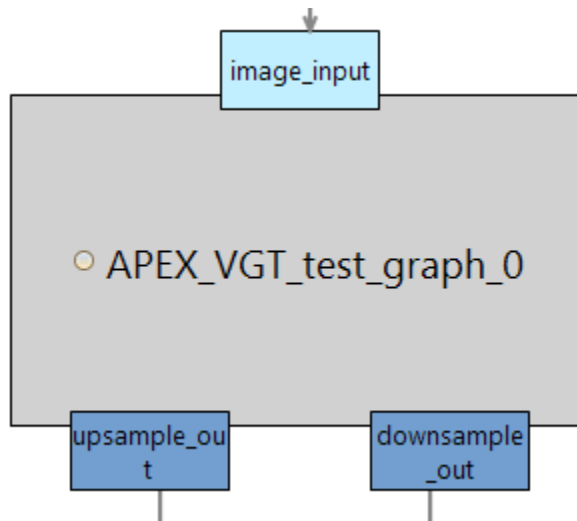 image_input
APEX_VGT_test_graph_0
upsample_ou
t
downsample
_out